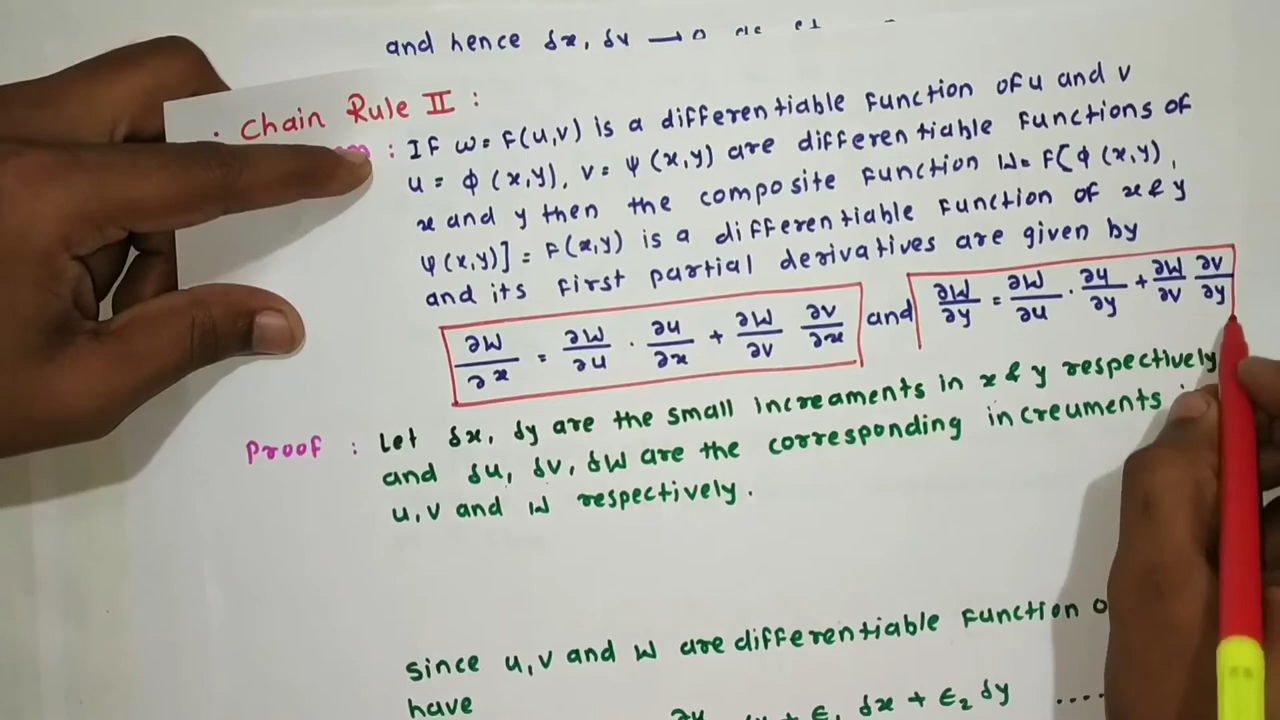 and hence δx, δv →
Chain Rule II :
: If w = f(u,v) is a differentiable function of u and v
u = φ (x,y), v = ψ (x,y) are differentiable functions of
x and y then the composite function W = F[φ (x,y),
ψ(x,y)] = F(x,y) is a differentiable function of x & y
and its first partial derivatives are given by
∂W/∂x = ∂W/∂u · ∂u/∂x + ∂W/∂v ∂v/∂x and ∂W/∂y = ∂W/∂u · ∂u/∂y + ∂W/∂v ∂v/∂y
Proof : Let δx, δy are the small increaments in x & y respectively
and δu, δv, δW are the corresponding increuments
u, v and W respectively.
since u, v and W are differentiable function
have
∂u + ε₁ δx + ε₂ δy ....